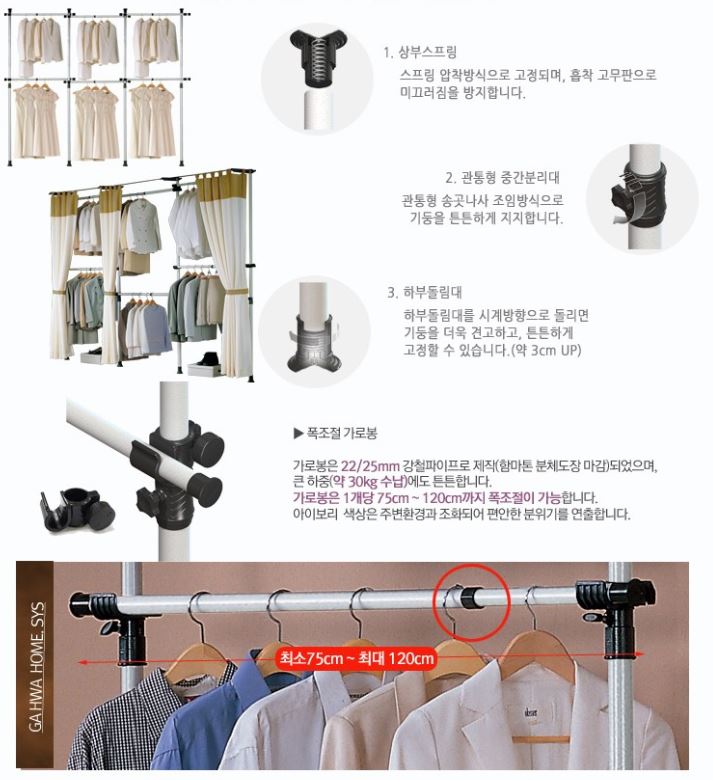 1. 상부스프링
스프링 압착방식으로 고정되며, 흡착 고무판으로
미끄러짐을 방지합니다.
2. 관통형 중간분리대
관통형 송곳나사 조임방식으로
기둥을 튼튼하게 지지합니다.
3. 하부돌림대
하부돌림대를 시계방향으로 돌리면
기둥을 더욱 견고하고, 튼튼하게
고정할 수 있습니다.(약 3cm UP)
▶ 폭조절 가로봉
가로봉은 22/25mm 강철파이프로 제작(함마톤 분체도장 마감)되었으며,
큰 하중(약 30kg 수납)에도 튼튼합니다.
가로봉은 1개당 75cm ~ 120cm까지 폭조절이 가능합니다.
아이보리 색상은 주변환경과 조화되어 편안한 분위기를 연출합니다.
GAHWA HOME.SYS
최소75cm ~ 최대 120cm